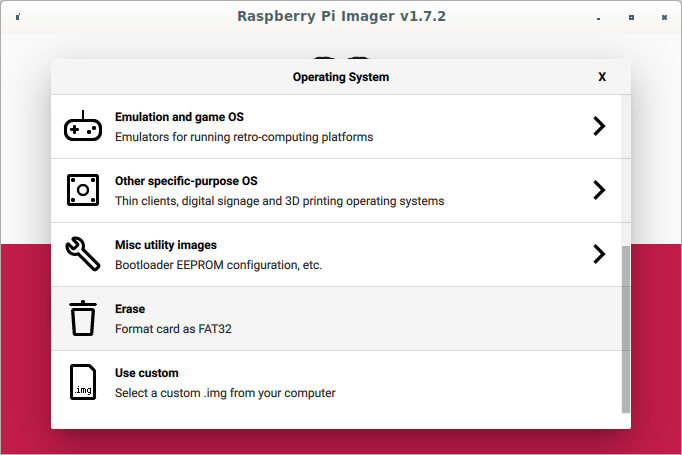 Raspberry Pi Imager v1.7.2
Operating System
X
Emulation and game OS
Emulators for running retro-computing platforms
Other specific-purpose OS
Thin clients, digital signage and 3D printing operating systems
Misc utility images
Bootloader EEPROM configuration, etc.
Erase
Format card as FAT32
.img
Use custom
Select a custom .img from your computer